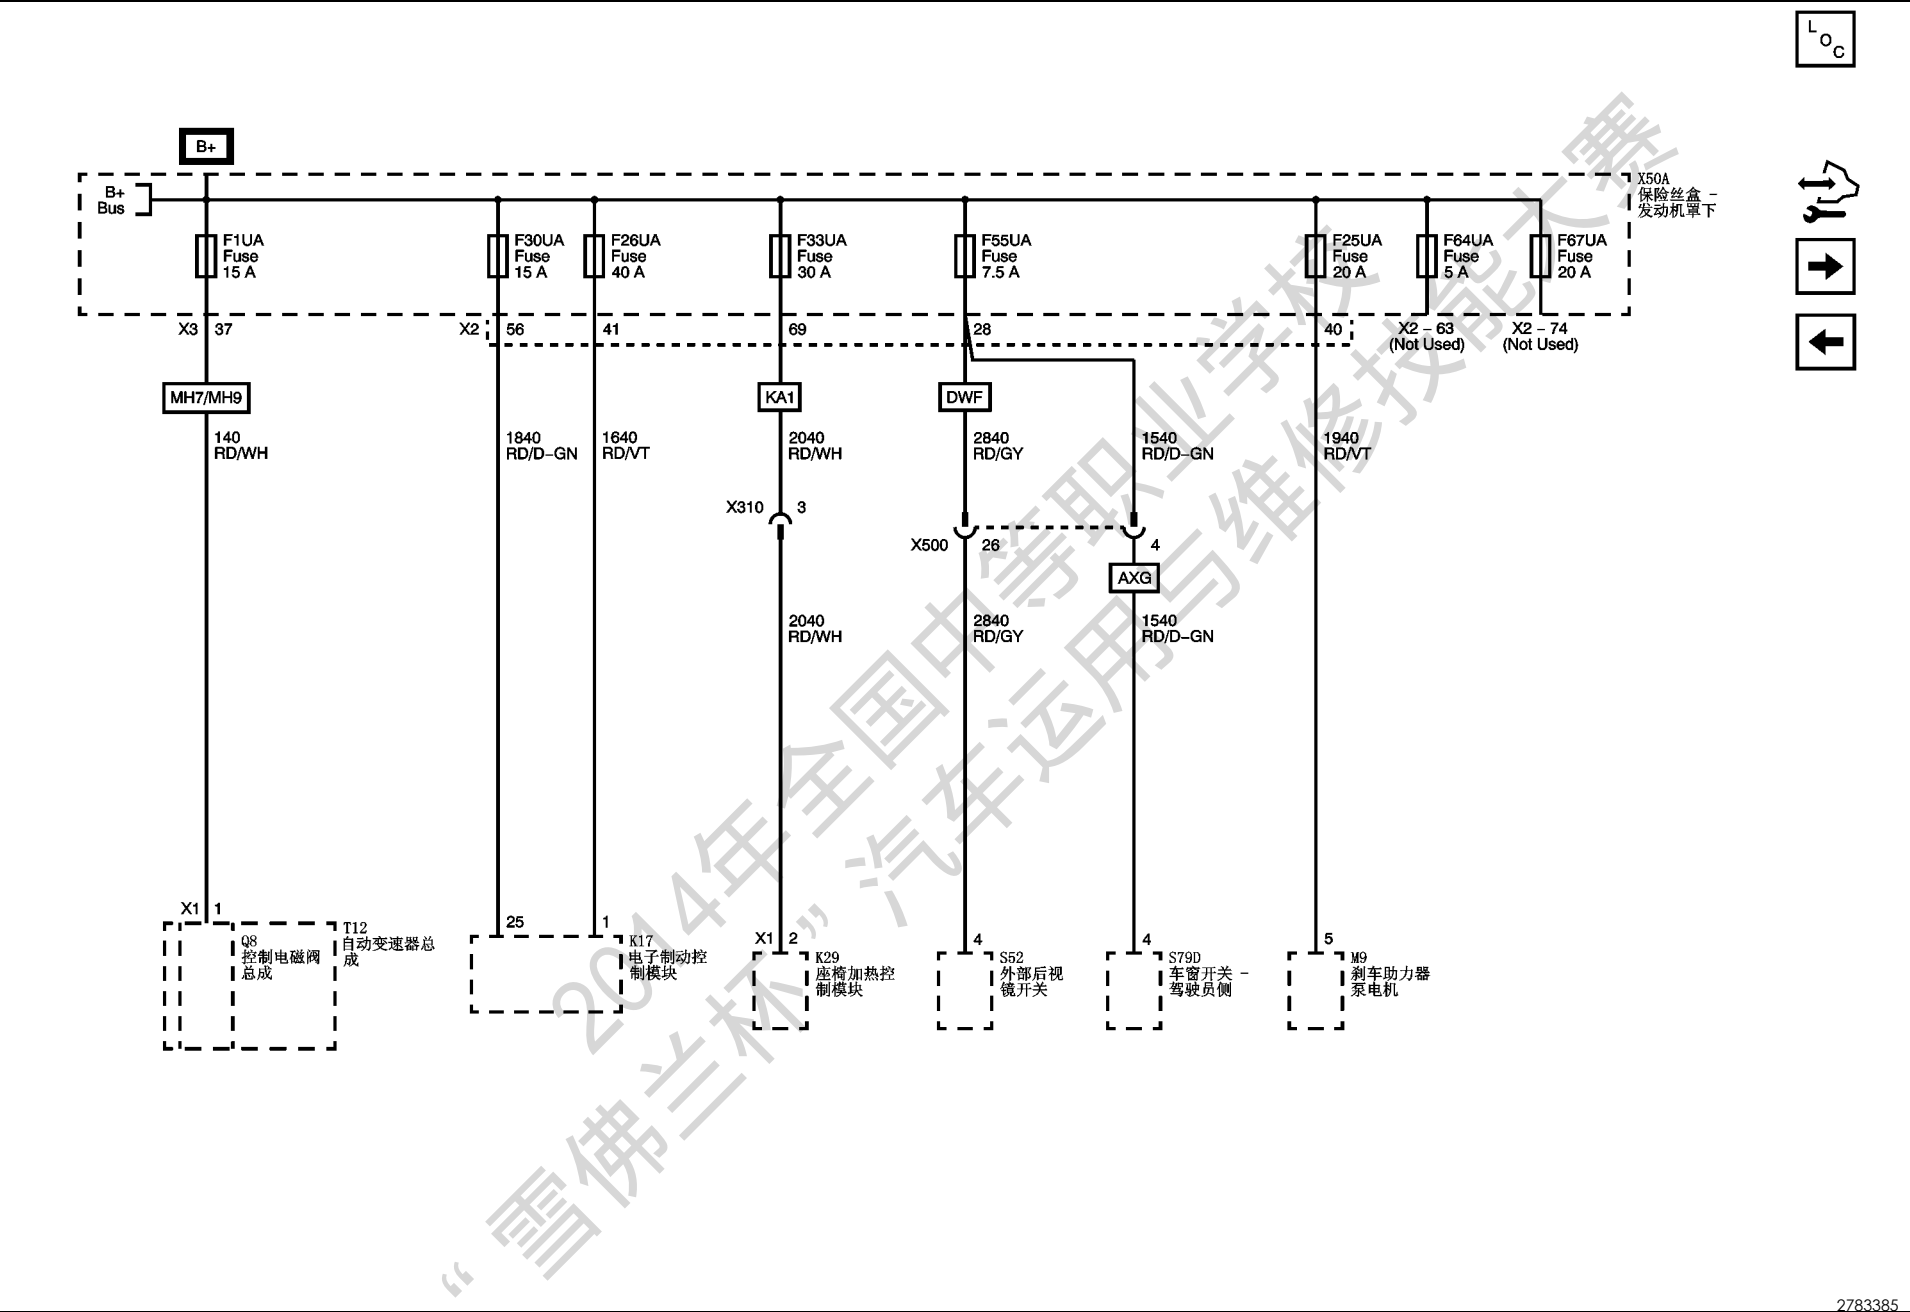 L
O
C
B+
B+
Bus
X50A
保险丝盒 –
发动机罩下
F1UA
Fuse
15 A
F30UA
Fuse
15 A
F26UA
Fuse
40 A
F33UA
Fuse
30 A
F55UA
Fuse
7.5 A
F25UA
Fuse
20 A
F64UA
Fuse
5 A
F67UA
Fuse
20 A
X3 37
X2 56
41
69
28
40
X2 – 63
(Not Used)
X2 – 74
(Not Used)
MH7/MH9
KA1
DWF
140
RD/WH
1840
RD/D–GN
1640
RD/VT
2040
RD/WH
2840
RD/GY
1540
RD/D–GN
1940
RD/VT
X310 3
X500 26
4
AXG
2040
RD/WH
2840
RD/GY
1540
RD/D–GN
X1 1
25
1
X1 2
4
4
5
Q8
控制电磁阀
总成
T12
自动变速器总
成
K17
电子制动控
制模块
K29
座椅加热控
制模块
S52
外部后视
镜开关
S79D
车窗开关 –
驾驶员侧
M9
刹车助力器
泵电机
2014年全国中等职业学校
“雪佛兰杯”汽车运用与维修技能大赛
2783385